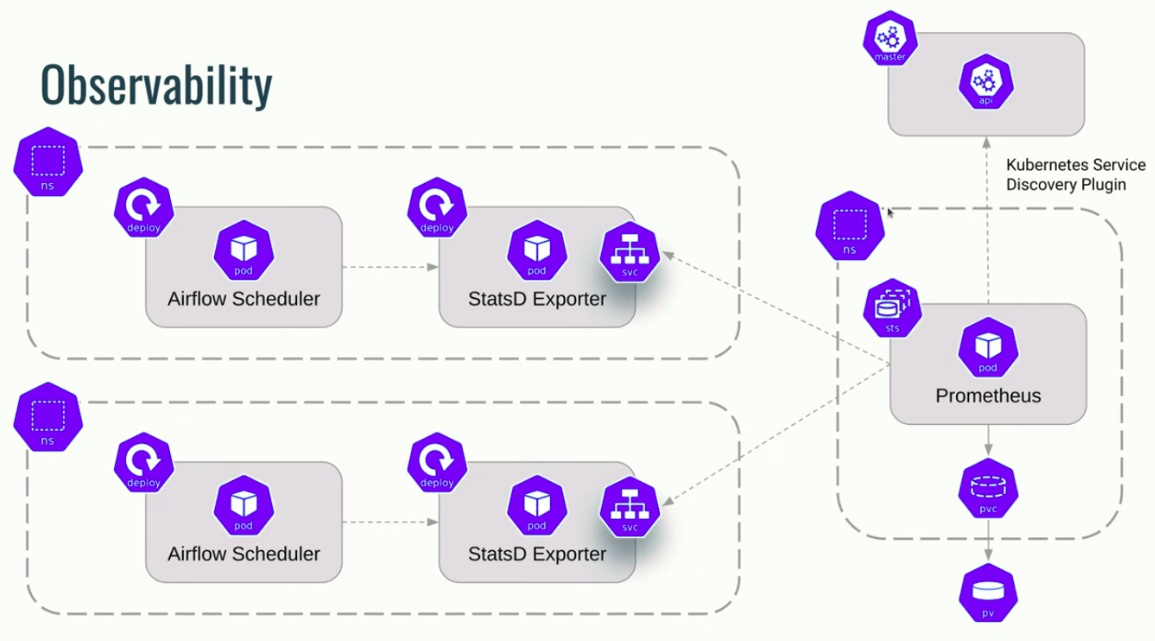 Observability
master
api
Kubernetes Service
Discovery Plugin
ns
deploy
pod
Airflow Scheduler
deploy
pod
svc
StatsD Exporter
ns
sts
pod
Prometheus
pvc
pv
ns
deploy
pod
Airflow Scheduler
deploy
pod
svc
StatsD Exporter